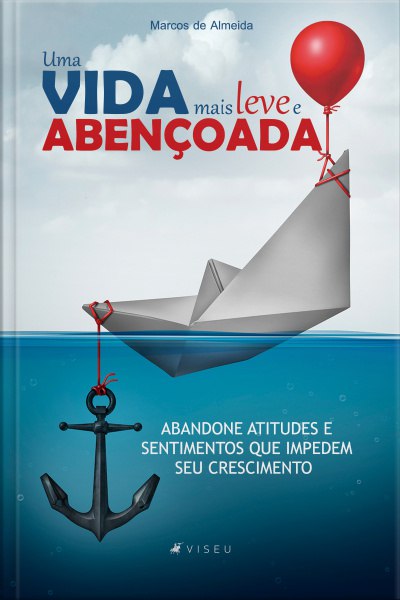 Marcos de Almeida
Uma
VIDA mais leve e
ABENÇOADA
ABANDONE ATITUDES E
SENTIMENTOS QUE IMPEDEM
SEU CRESCIMENTO
VISEU